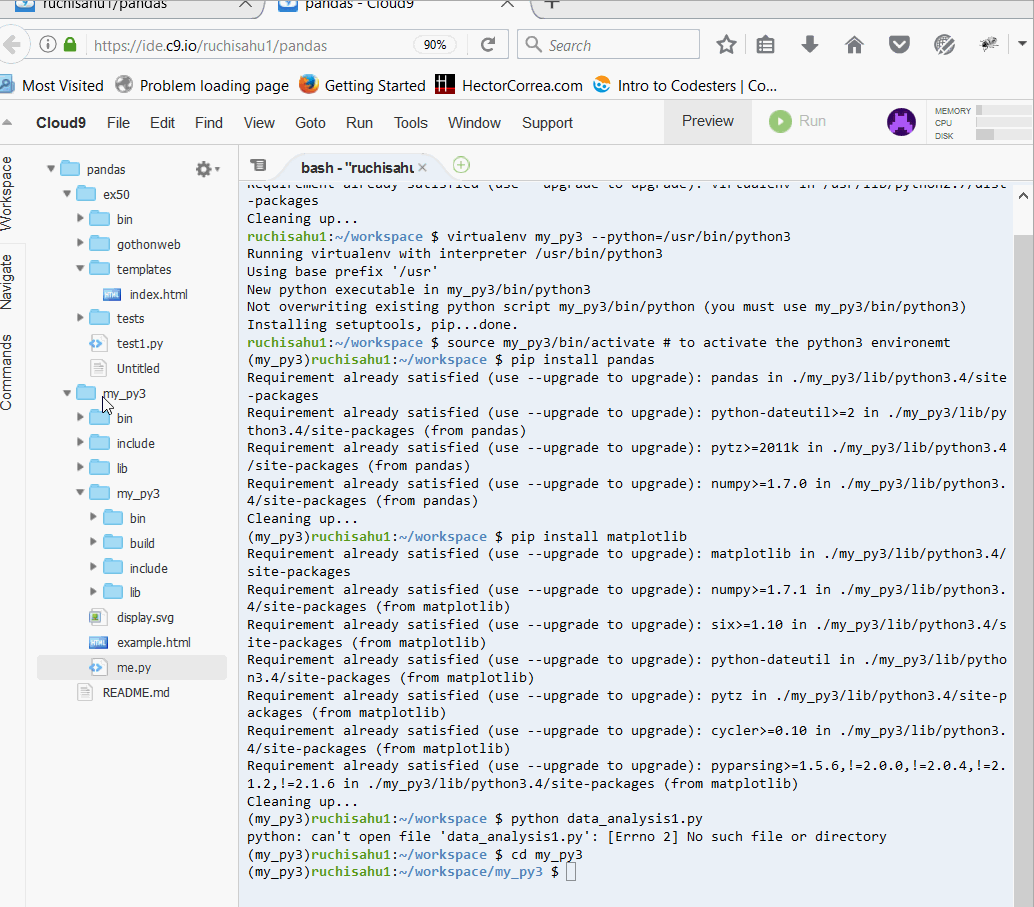 ruchisahu1/pandas
pandas - Cloud9
https://ide.c9.io/ruchisahu1/pandas
90%
Search
Most Visited
Problem loading page
Getting Started
HectorCorrea.com
Intro to Codesters | Co...
Cloud9
File
Edit
Find
View
Goto
Run
Tools
Window
Support
Preview
Run
MEMORY
CPU
DISK
Workspace
Navigate
Commands
pandas
ex50
bin
gothonweb
templates
index.html
tests
test1.py
Untitled
my_py3
bin
include
lib
my_py3
bin
build
include
lib
display.svg
example.html
me.py
README.md
bash - "ruchisahu
Requirement already satisfied (use --upgrade to upgrade): virtualenv in /usr/lib/python2.7/dist
-packages
Cleaning up...
ruchisahu1:~/workspace $ virtualenv my_py3 --python=/usr/bin/python3
Running virtualenv with interpreter /usr/bin/python3
Using base prefix '/usr'
New python executable in my_py3/bin/python3
Not overwriting existing python script my_py3/bin/python (you must use my_py3/bin/python3)
Installing setuptools, pip...done.
ruchisahu1:~/workspace $ source my_py3/bin/activate # to activate the python3 environemt
(my_py3)ruchisahu1:~/workspace $ pip install pandas
Requirement already satisfied (use --upgrade to upgrade): pandas in ./my_py3/lib/python3.4/site
-packages
Requirement already satisfied (use --upgrade to upgrade): python-dateutil>=2 in ./my_py3/lib/py
thon3.4/site-packages (from pandas)
Requirement already satisfied (use --upgrade to upgrade): pytz>=2011k in ./my_py3/lib/python3.4
/site-packages (from pandas)
Requirement already satisfied (use --upgrade to upgrade): numpy>=1.7.0 in ./my_py3/lib/python3.
4/site-packages (from pandas)
Cleaning up...
(my_py3)ruchisahu1:~/workspace $ pip install matplotlib
Requirement already satisfied (use --upgrade to upgrade): matplotlib in ./my_py3/lib/python3.4/
site-packages
Requirement already satisfied (use --upgrade to upgrade): numpy>=1.7.1 in ./my_py3/lib/python3.
4/site-packages (from matplotlib)
Requirement already satisfied (use --upgrade to upgrade): six>=1.10 in ./my_py3/lib/python3.4/s
ite-packages (from matplotlib)
Requirement already satisfied (use --upgrade to upgrade): python-dateutil in ./my_py3/lib/pytho
n3.4/site-packages (from matplotlib)
Requirement already satisfied (use --upgrade to upgrade): pytz in ./my_py3/lib/python3.4/site-p
ackages (from matplotlib)
Requirement already satisfied (use --upgrade to upgrade): cycler>=0.10 in ./my_py3/lib/python3.
4/site-packages (from matplotlib)
Requirement already satisfied (use --upgrade to upgrade): pyparsing>=1.5.6,!=2.0.0,!=2.0.4,!=2.
1.2,!=2.1.6 in ./my_py3/lib/python3.4/site-packages (from matplotlib)
Cleaning up...
(my_py3)ruchisahu1:~/workspace $ python data_analysis1.py
python: can't open file 'data_analysis1.py': [Errno 2] No such file or directory
(my_py3)ruchisahu1:~/workspace $ cd my_py3
(my_py3)ruchisahu1:~/workspace/my_py3 $